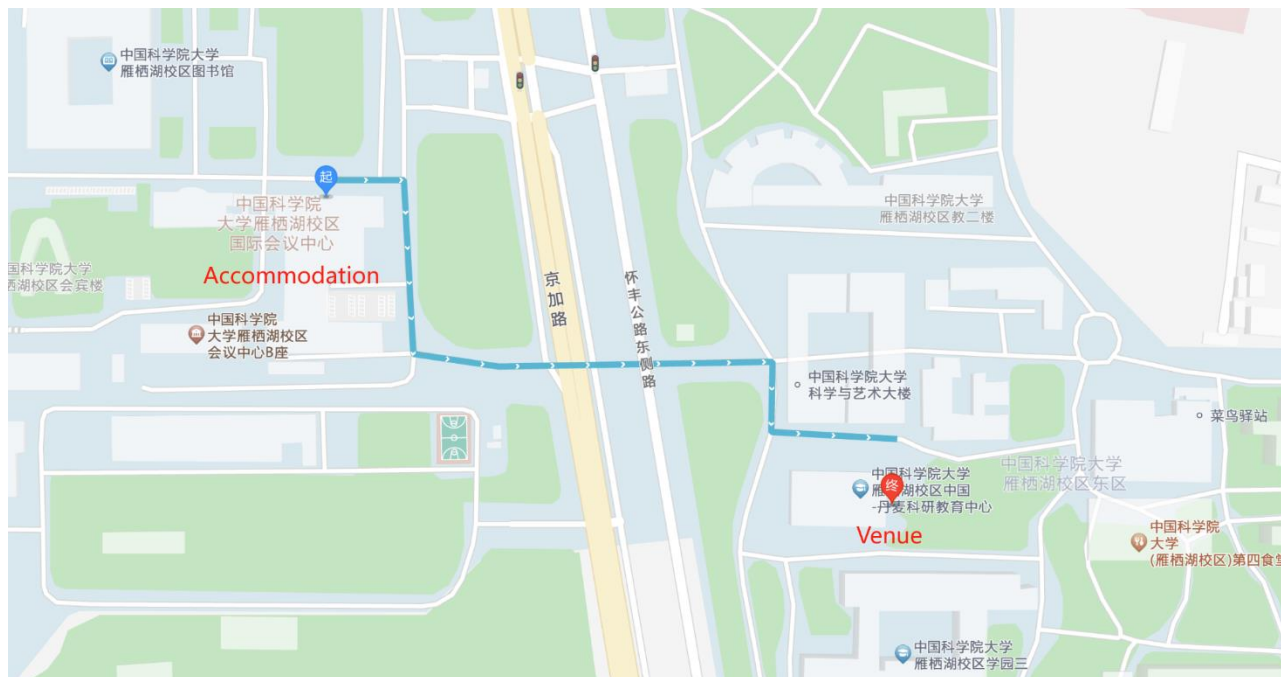 中国科学院大学
雁栖湖校区图书馆
起
中国科学院
大学雁栖湖校区
国际会议中心
Accommodation
国科学院大学
西湖校区会宾楼
中国科学院
大学雁栖湖校区
会议中心B座
京加路
怀丰公路东侧路
中国科学院大学
雁栖湖校区教二楼
中国科学院大学
科学与艺术大楼
菜鸟驿站
中国科学院大学
雁栖湖校区东区
中国科学院大学
雁栖湖校区中国
-丹麦科研教育中心
终
Venue
中国科学院
大学
(雁栖湖校区)第四食堂
中国科学院大学
雁栖湖校区学园三